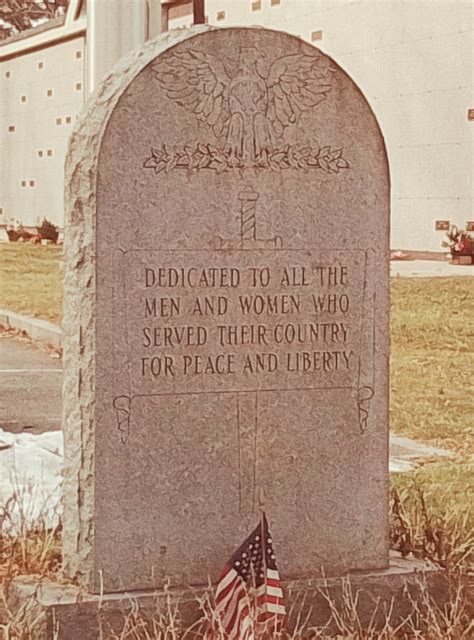 DEDICATED TO ALL THE
MEN AND WOMEN WHO
SERVED THEIR COUNTRY
FOR PEACE AND LIBERTY